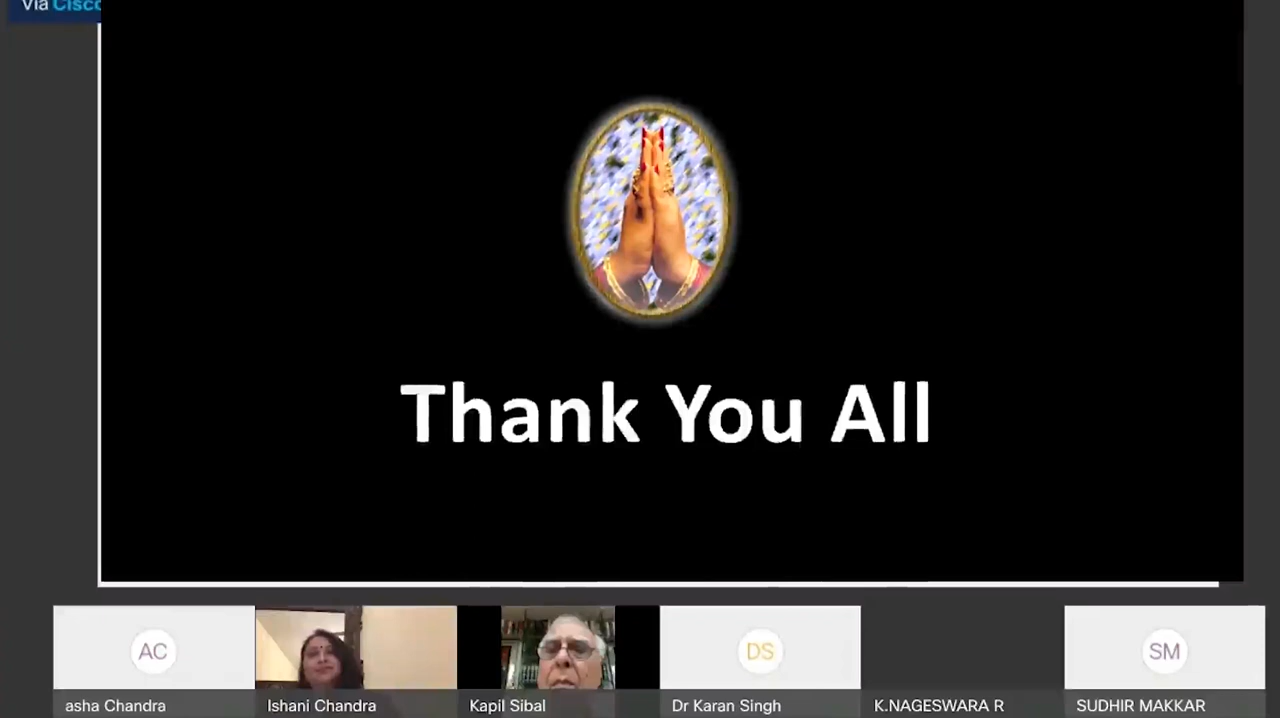 Via Cisco
Thank You All
AC
DS
SM
asha Chandra
Ishani Chandra
Kapil Sibal
Dr Karan Singh
K.NAGESWARA R
SUDHIR MAKKAR